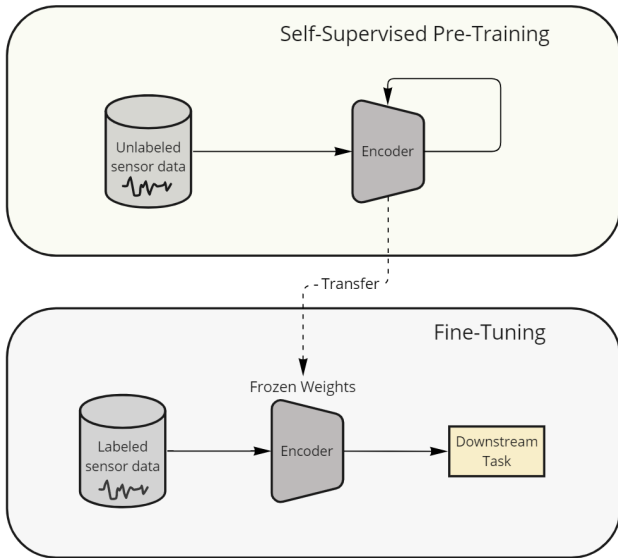 Self-Supervised Pre-Training
Unlabeled
sensor data
Encoder
Transfer
Fine-Tuning
Frozen Weights
Labeled
sensor data
Encoder
Downstream
Task